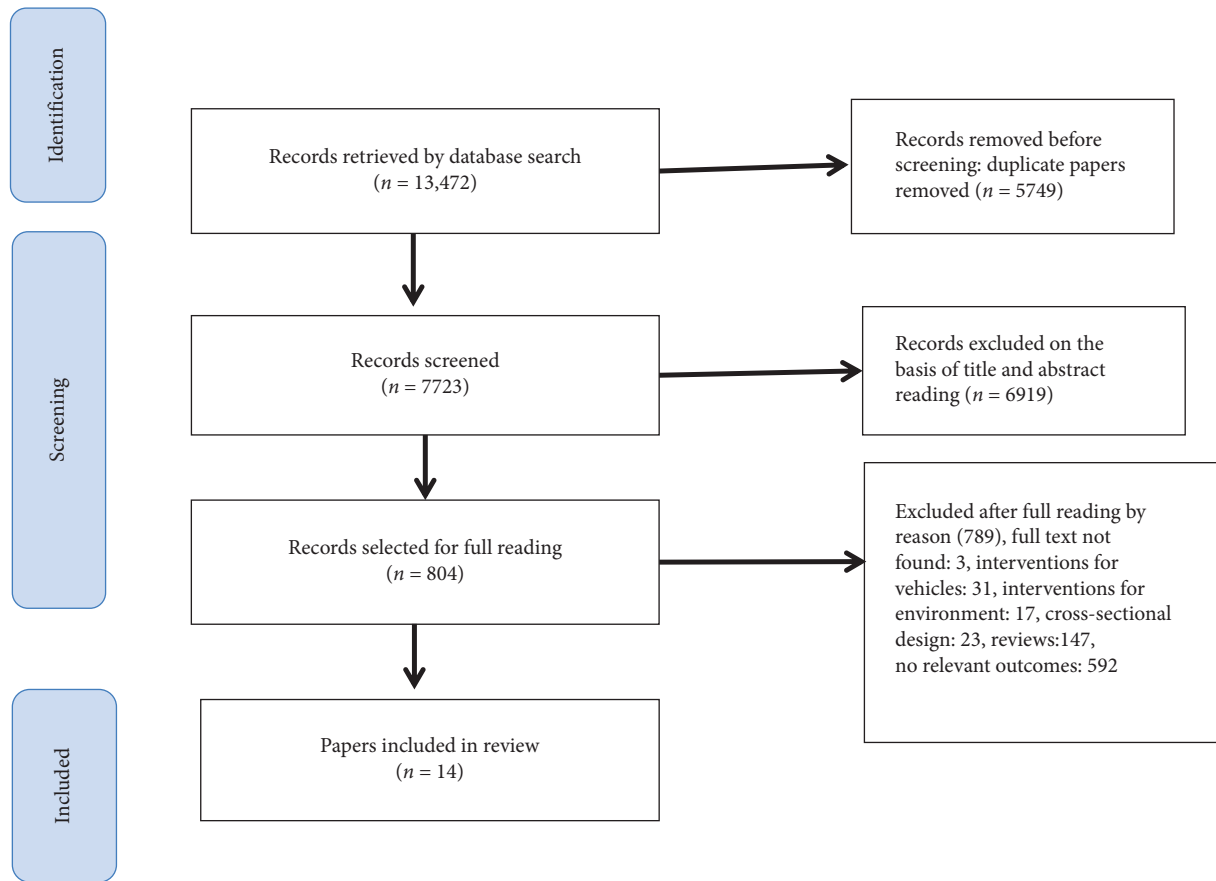 Identification
Records retrieved by database search
(n = 13,472)
Records removed before
screening: duplicate papers
removed (n = 5749)
Screening
Records screened
(n = 7723)
Records excluded on the
basis of title and abstract
reading (n = 6919)
Records selected for full reading
(n = 804)
Excluded after full reading by
reason (789), full text not
found: 3, interventions for
vehicles: 31, interventions for
environment: 17, cross-sectional
design: 23, reviews:147,
no relevant outcomes: 592
Included
Papers included in review
(n = 14)